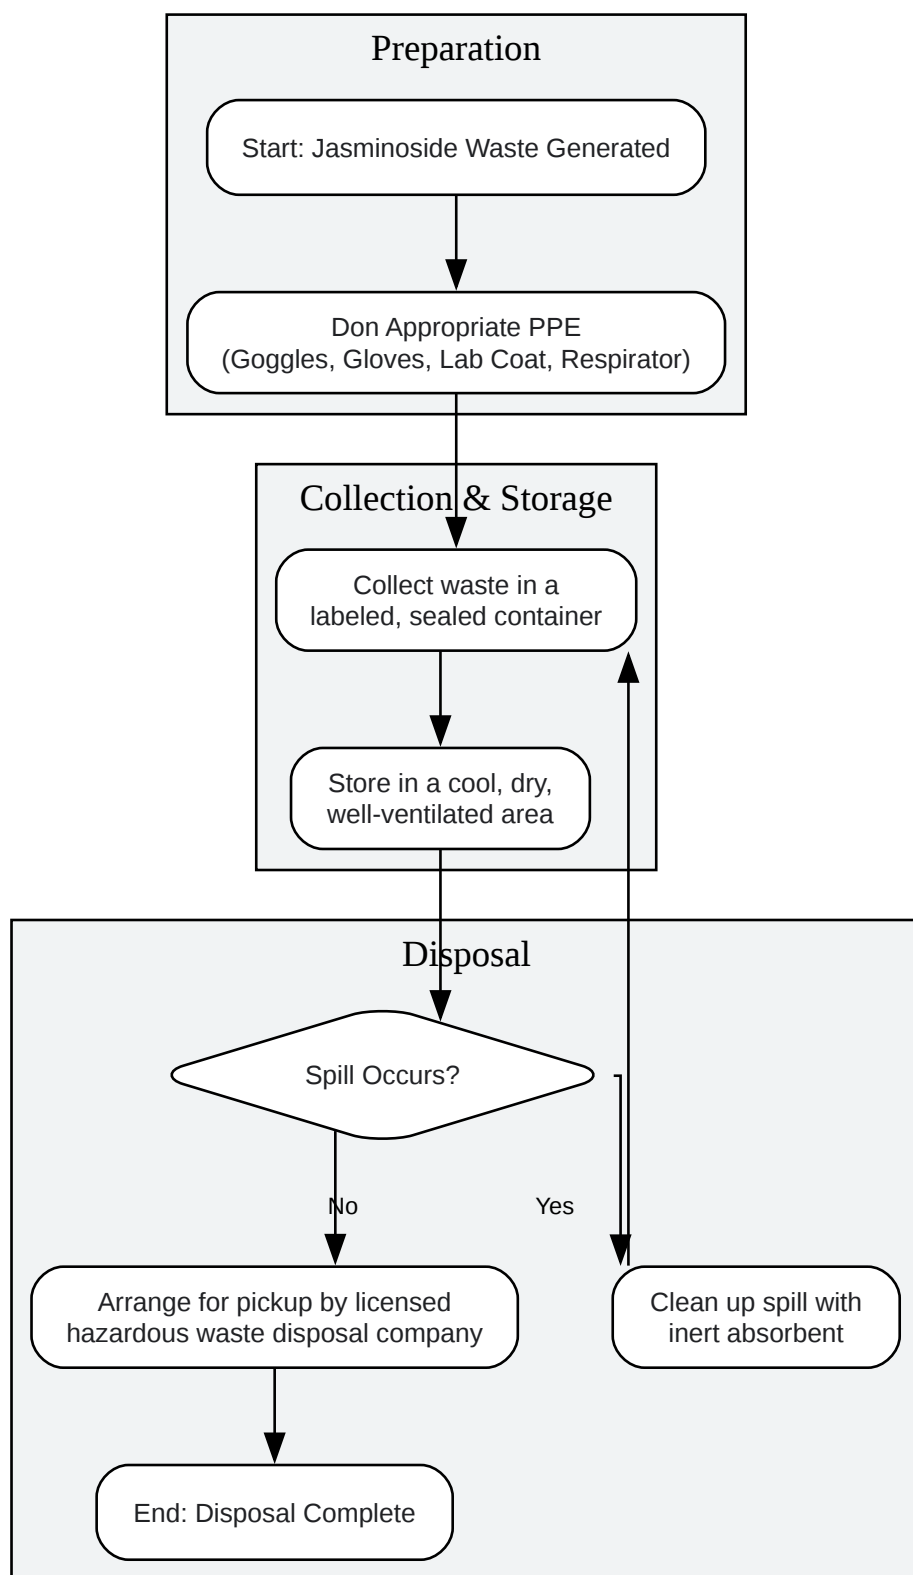 Preparation
Start: Jasminoside Waste Generated
Don Appropriate PPE
(Goggles, Gloves, Lab Coat, Respirator)
Collection & Storage
Collect waste in a
labeled, sealed container
Store in a cool, dry,
well-ventilated area
Disposal
Spill Occurs?
No
Yes
Arrange for pickup by licensed
hazardous waste disposal company
Clean up spill with
inert absorbent
End: Disposal Complete